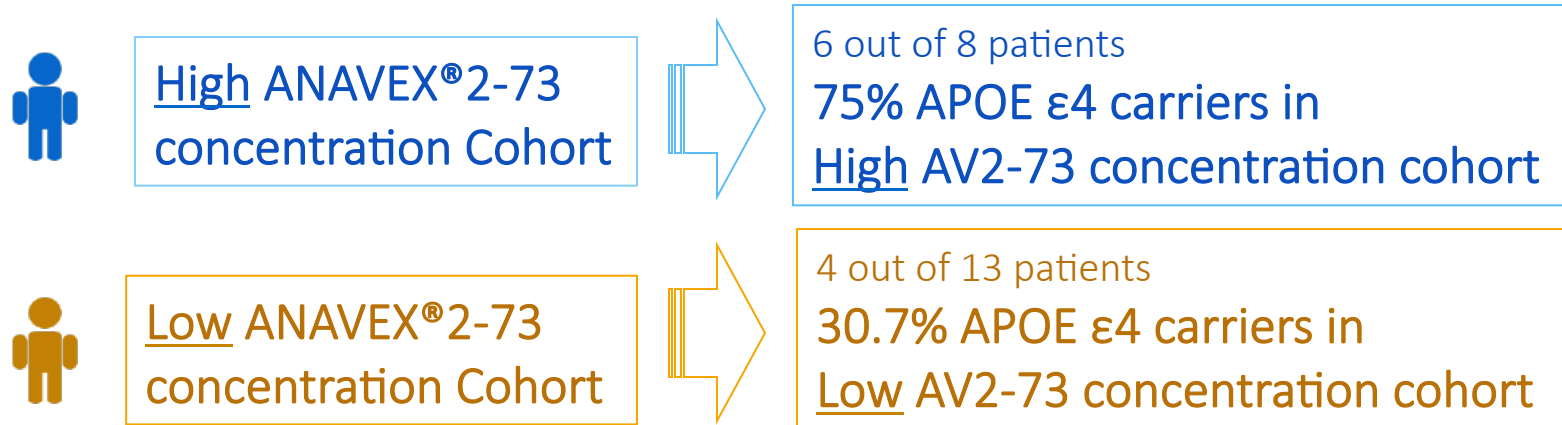 High ANAVEX®2-73
concentration Cohort
6 out of 8 patients
75% APOE ε4 carriers in
High AV2-73 concentration cohort
Low ANAVEX®2-73
concentration Cohort
4 out of 13 patients
30.7% APOE ε4 carriers in
Low AV2-73 concentration cohort